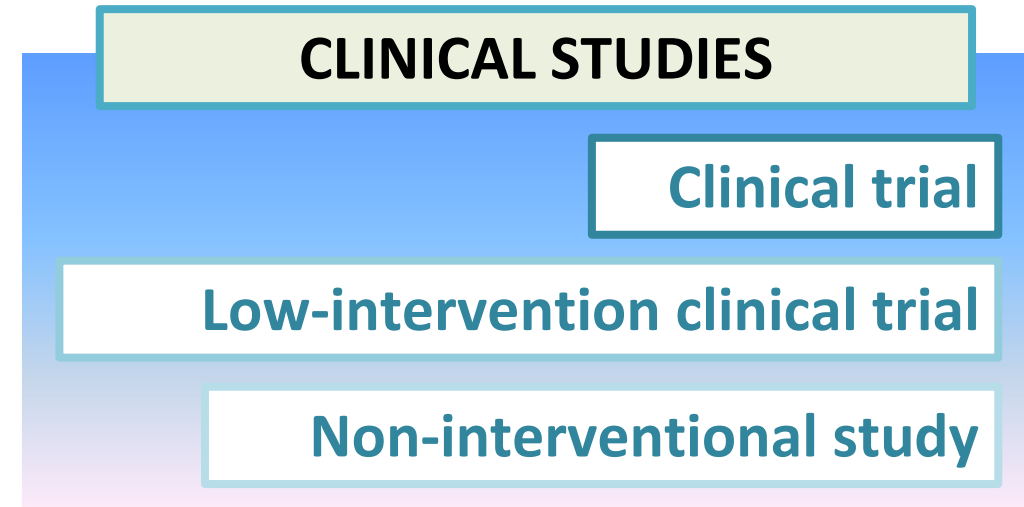 CLINICAL STUDIES
Clinical trial
Low-intervention clinical trial
Non-interventional study